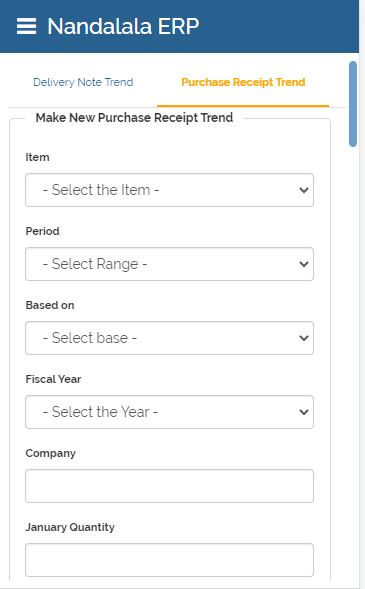 Nandalala ERP
Delivery Note Trend
Purchase Receipt Trend
Make New Purchase Receipt Trend
Item
- Select the Item -
Period
- Select Range -
Based on
- Select base -
Fiscal Year
- Select the Year -
Company
January Quantity